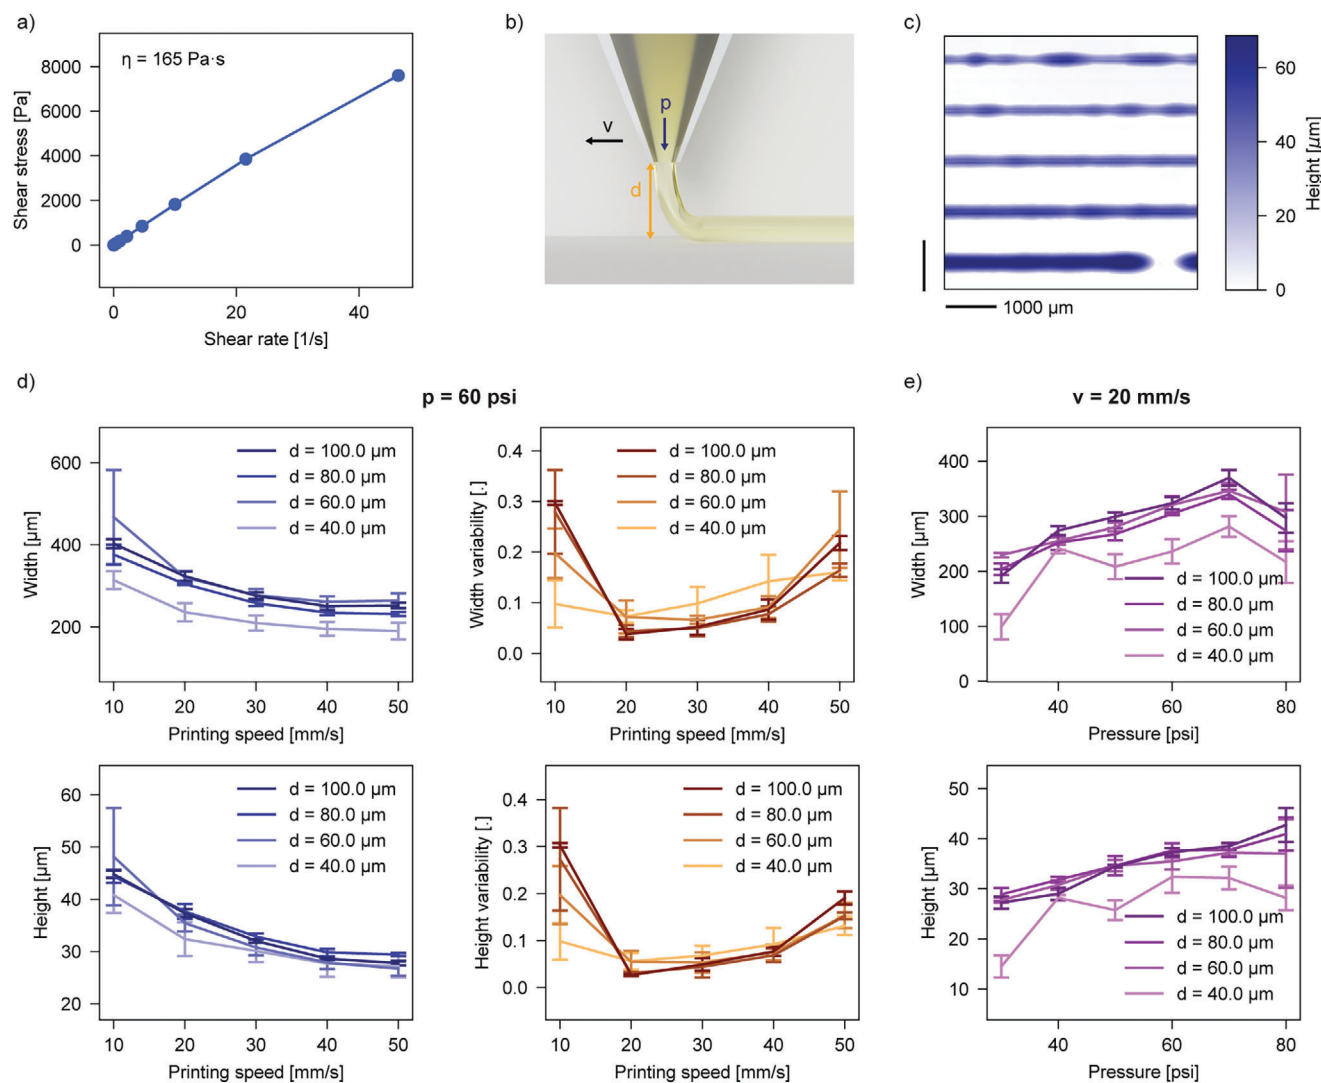 a)
η = 165 Pa·s
Shear stress [Pa]
8000
6000
4000
2000
0
0 20 40
Shear rate [1/s]
b)
v
p
d
c)
1000 µm
60
40
20
0
Height [µm]
d)
p = 60 psi
Width [µm]
600
400
200
d = 100.0 µm
d = 80.0 µm
d = 60.0 µm
d = 40.0 µm
10 20 30 40 50
Printing speed [mm/s]
Width variability [.]
0.4
0.3
0.2
0.1
0.0
d = 100.0 µm
d = 80.0 µm
d = 60.0 µm
d = 40.0 µm
10 20 30 40 50
Printing speed [mm/s]
Height [µm]
60
50
40
30
20
d = 100.0 µm
d = 80.0 µm
d = 60.0 µm
d = 40.0 µm
10 20 30 40 50
Printing speed [mm/s]
Height variability [.]
0.4
0.3
0.2
0.1
0.0
d = 100.0 µm
d = 80.0 µm
d = 60.0 µm
d = 40.0 µm
10 20 30 40 50
Printing speed [mm/s]
e)
v = 20 mm/s
Width [µm]
400
300
200
100
0
d = 100.0 µm
d = 80.0 µm
d = 60.0 µm
d = 40.0 µm
40 60 80
Pressure [psi]
Height [µm]
50
40
30
20
10
d = 100.0 µm
d = 80.0 µm
d = 60.0 µm
d = 40.0 µm
40 60 80
Pressure [psi]